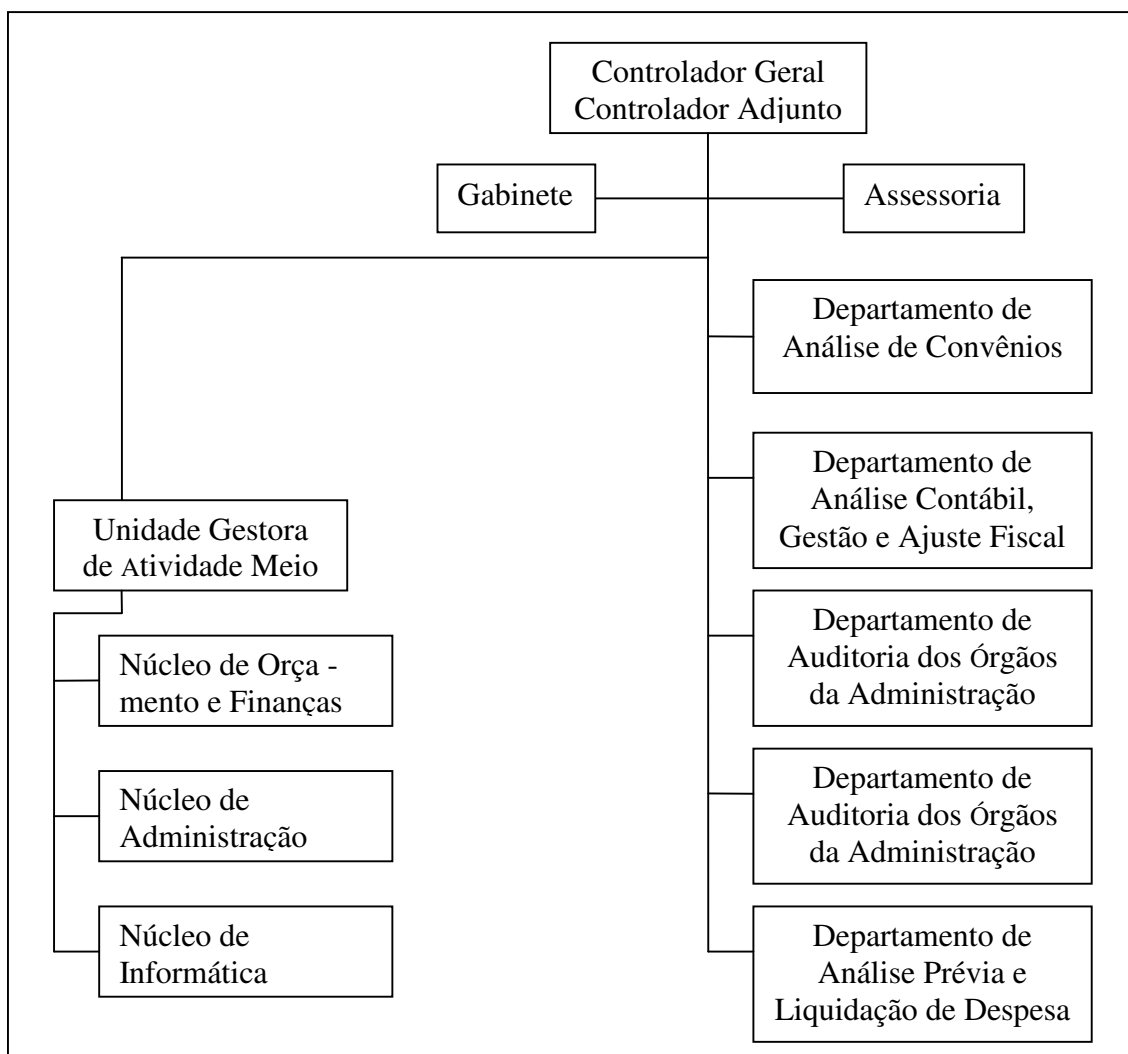 Controlador Geral
Controlador Adjunto
Gabinete
Assessoria
Departamento de
Análise de Convênios
Departamento de
Análise Contábil,
Gestão e Ajuste Fiscal
Unidade Gestora
de Atividade Meio
Departamento de
Auditoria dos Órgãos
da Administração
Núcleo de Orça -
mento e Finanças
Departamento de
Auditoria dos Órgãos
da Administração
Núcleo de
Administração
Departamento de
Análise Prévia e
Liquidação de Despesa
Núcleo de
Informática